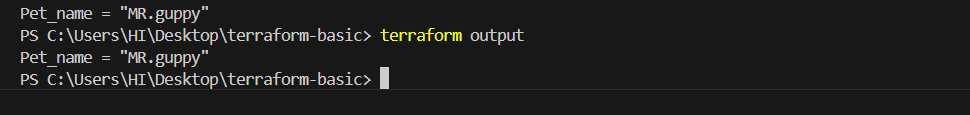 Pet_name = "MR.guppy"
PS C:\Users\HI\Desktop\terraform-basic> terraform output
Pet_name = "MR.guppy"
PS C:\Users\HI\Desktop\terraform-basic>